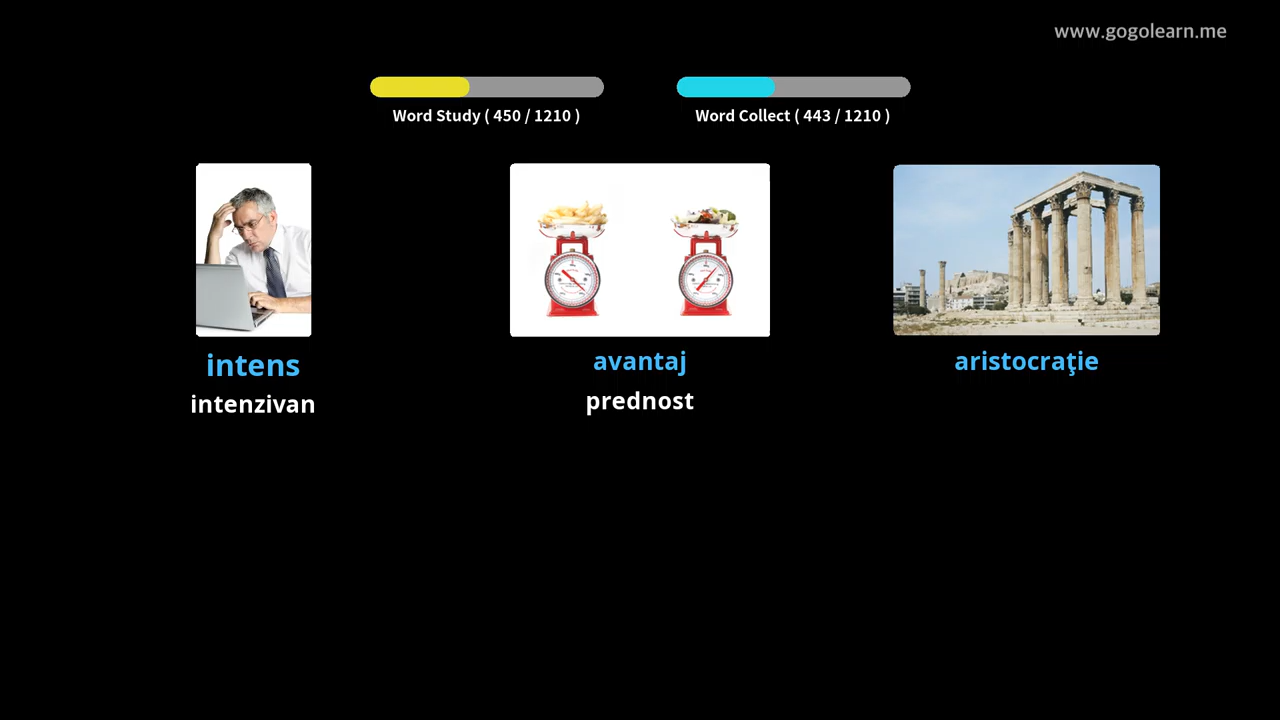 www.gogolearn.me
Word Study ( 450 / 1210 )
Word Collect ( 443 / 1210 )
intens
intenzivan
avantaj
prednost
aristocraţie